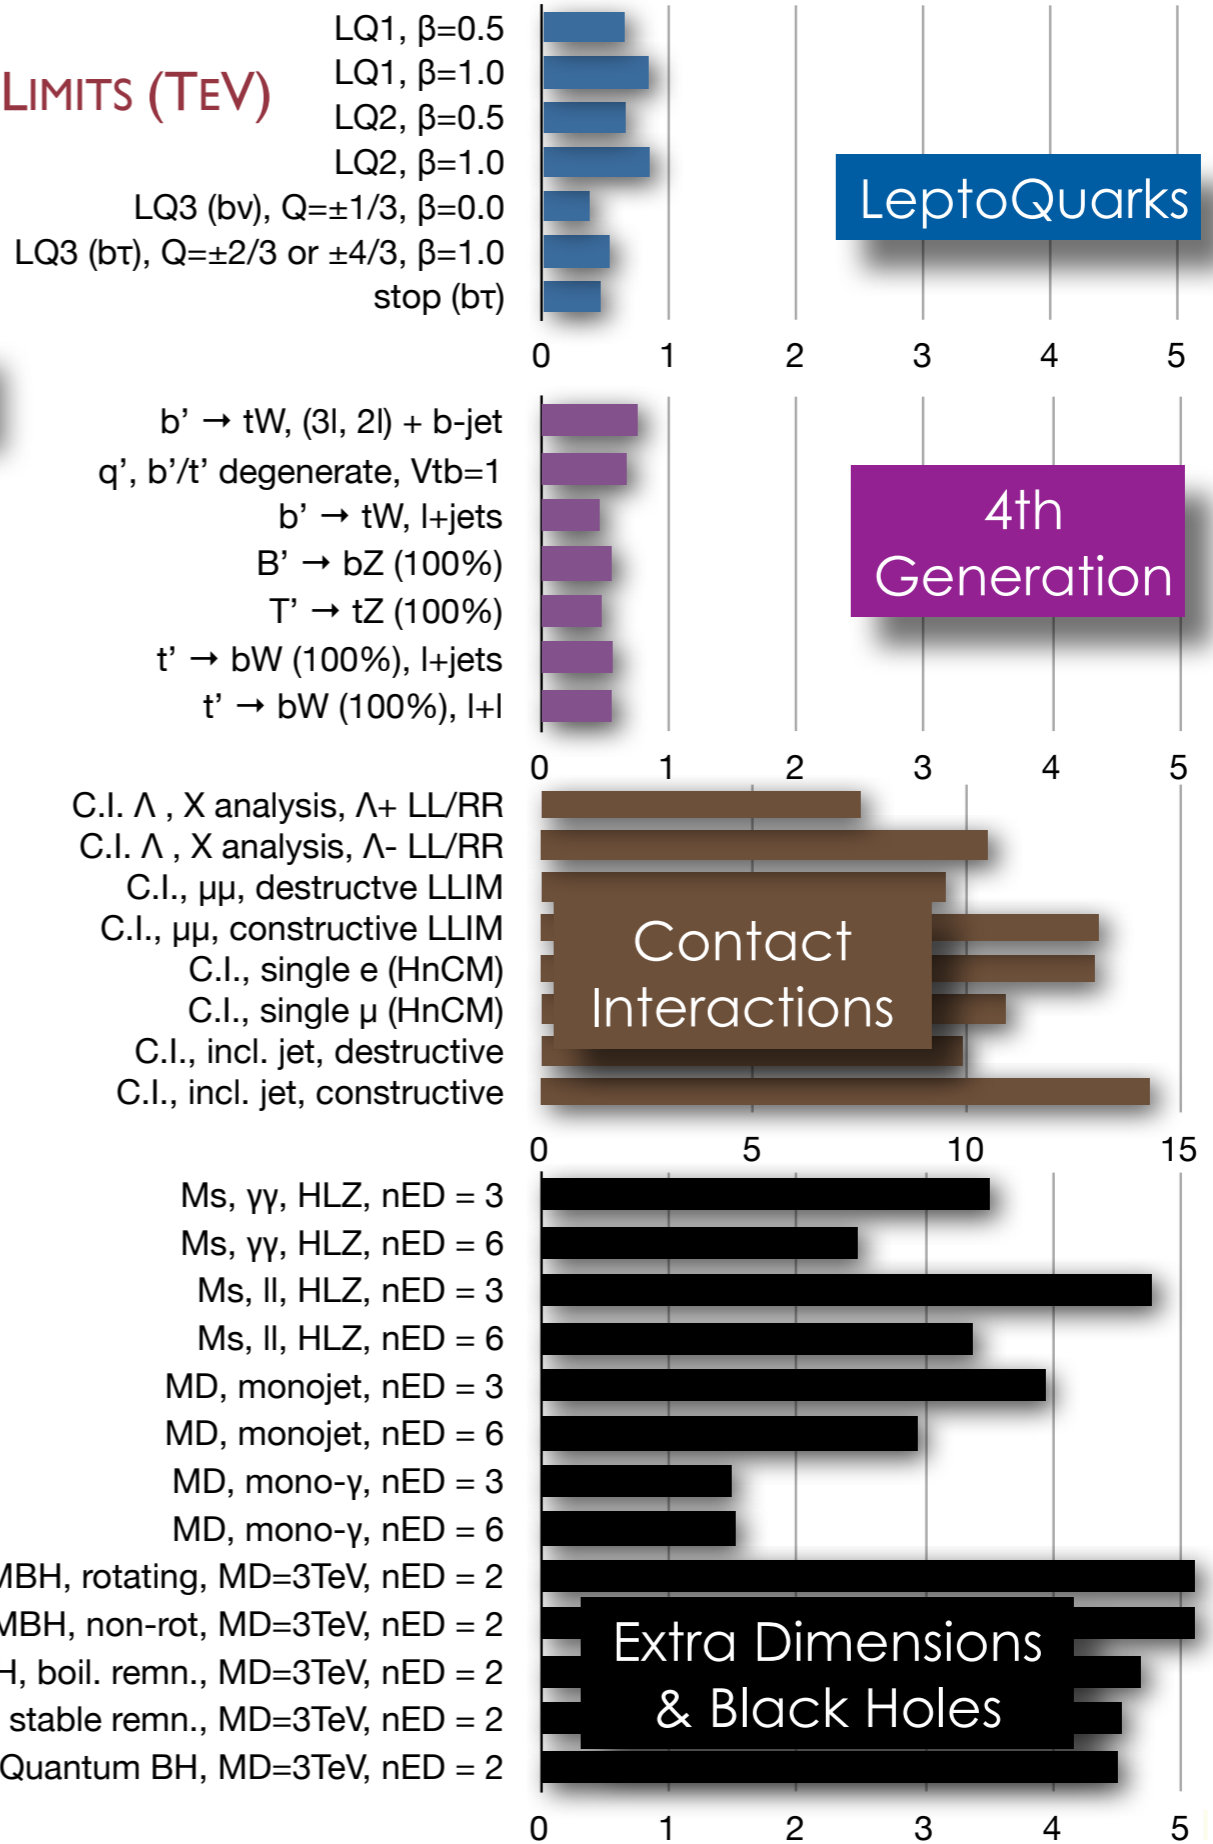 LIMITS (TEV)
LQ1, β=0.5
LQ1, β=1.0
LQ2, β=0.5
LQ2, β=1.0
LQ3 (bν), Q=±1/3, β=0.0
LQ3 (bτ), Q=±2/3 or ±4/3, β=1.0
stop (bτ)
LeptoQuarks
0 1 2 3 4 5
b’ → tW, (3l, 2l) + b-jet
q’, b’/t’ degenerate, Vtb=1
b’ → tW, l+jets
B’ → bZ (100%)
T’ → tZ (100%)
t’ → bW (100%), l+jets
t’ → bW (100%), l+l
4th
Generation
0 1 2 3 4 5
C.I. Λ , X analysis, Λ+ LL/RR
C.I. Λ , X analysis, Λ- LL/RR
C.I., µµ, destructve LLIM
C.I., µµ, constructive LLIM
C.I., single e (HnCM)
C.I., single µ (HnCM)
C.I., incl. jet, destructive
C.I., incl. jet, constructive
Contact
Interactions
0 5 10 15
Ms, γγ, HLZ, nED = 3
Ms, γγ, HLZ, nED = 6
Ms, ll, HLZ, nED = 3
Ms, ll, HLZ, nED = 6
MD, monojet, nED = 3
MD, monojet, nED = 6
MD, mono-γ, nED = 3
MD, mono-γ, nED = 6
MBH, rotating, MD=3TeV, nED = 2
MBH, non-rot, MD=3TeV, nED = 2
H, boil. remn., MD=3TeV, nED = 2
stable remn., MD=3TeV, nED = 2
Quantum BH, MD=3TeV, nED = 2
Extra Dimensions
& Black Holes
0 1 2 3 4 5